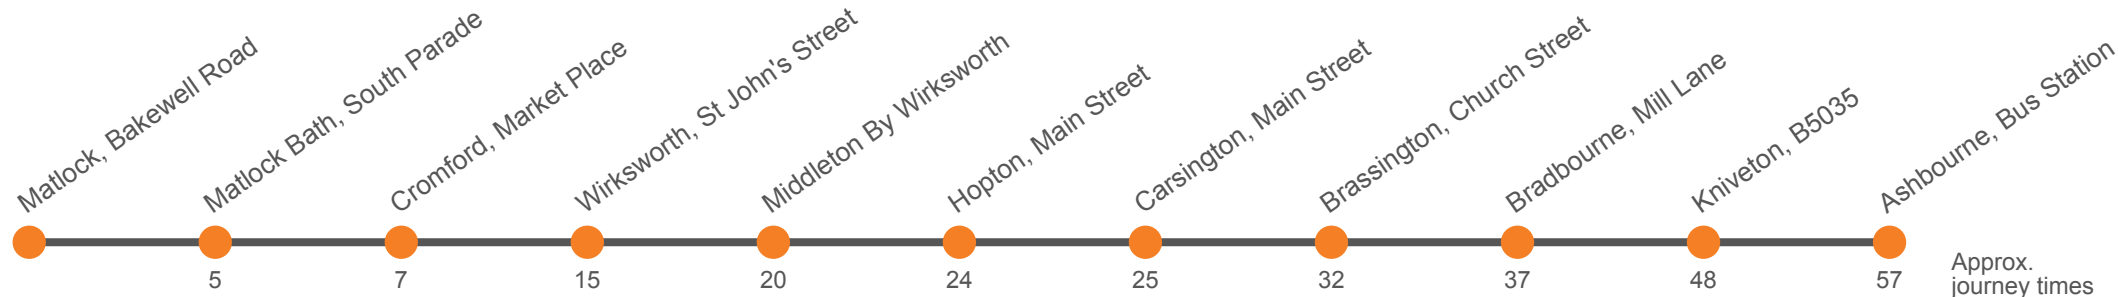 Matlock, Bakewell Road
Matlock Bath, South Parade
Cromford, Market Place
Wirksworth, St John's Street
Middleton By Wirksworth
Hopton, Main Street
Carsington, Main Street
Brassington, Church Street
Bradbourne, Mill Lane
Kniveton, B5035
Ashbourne, Bus Station
5
7
15
20
24
25
32
37
48
57
Approx.
journey times